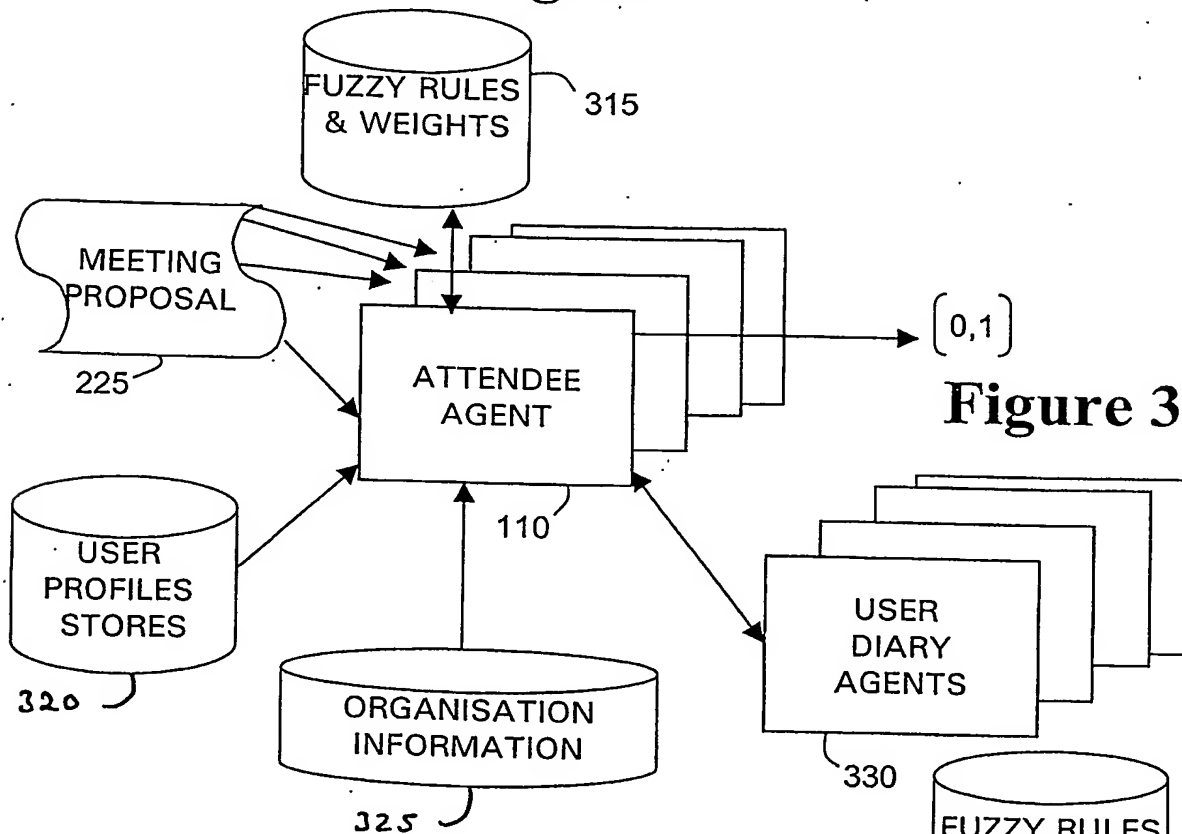 FUZZY RULES
& WEIGHTS
315
MEETING
PROPOSAL
225
ATTENDEE
AGENT
110
[0,1]
Figure 3
USER
PROFILES
STORES
320
ORGANISATION
INFORMATION
325
USER
DIARY
AGENTS
330
FUZZY RULES